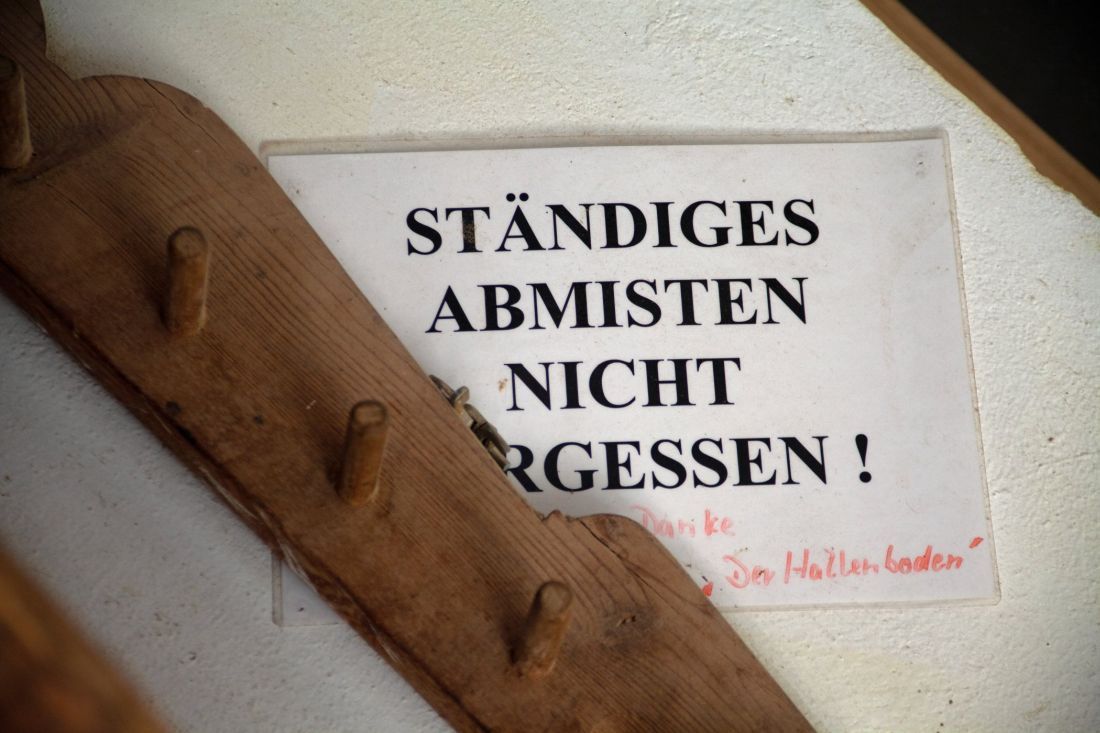 STÄNDIGES
ABMISTEN
NICHT
RGESSEN !
Danke
„Der Hallenboden"